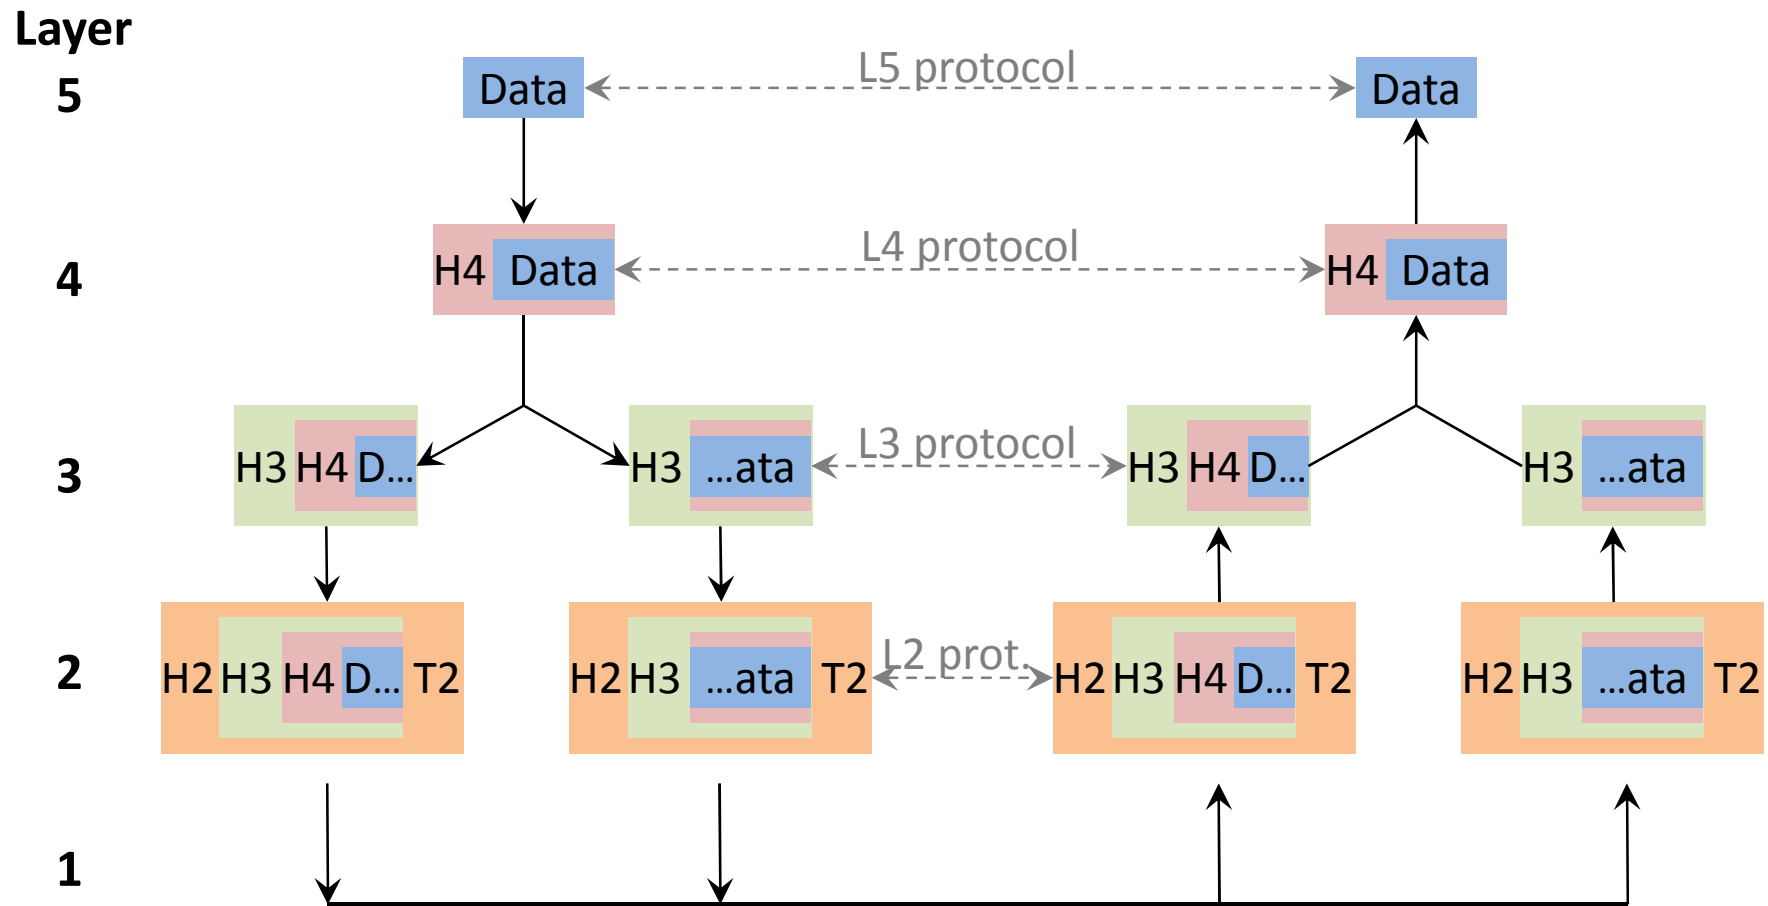 Layer
5
Data
L5 protocol
Data
4
H4 Data
L4 protocol
H4 Data
3
H3 H4 D...
H3 ...ata
L3 protocol
H3 H4 D...
H3 ...ata
2
H2 H3 H4 D... T2
H2 H3 ...ata T2
L2 prot.
H2 H3 H4 D... T2
H2 H3 ...ata T2
1